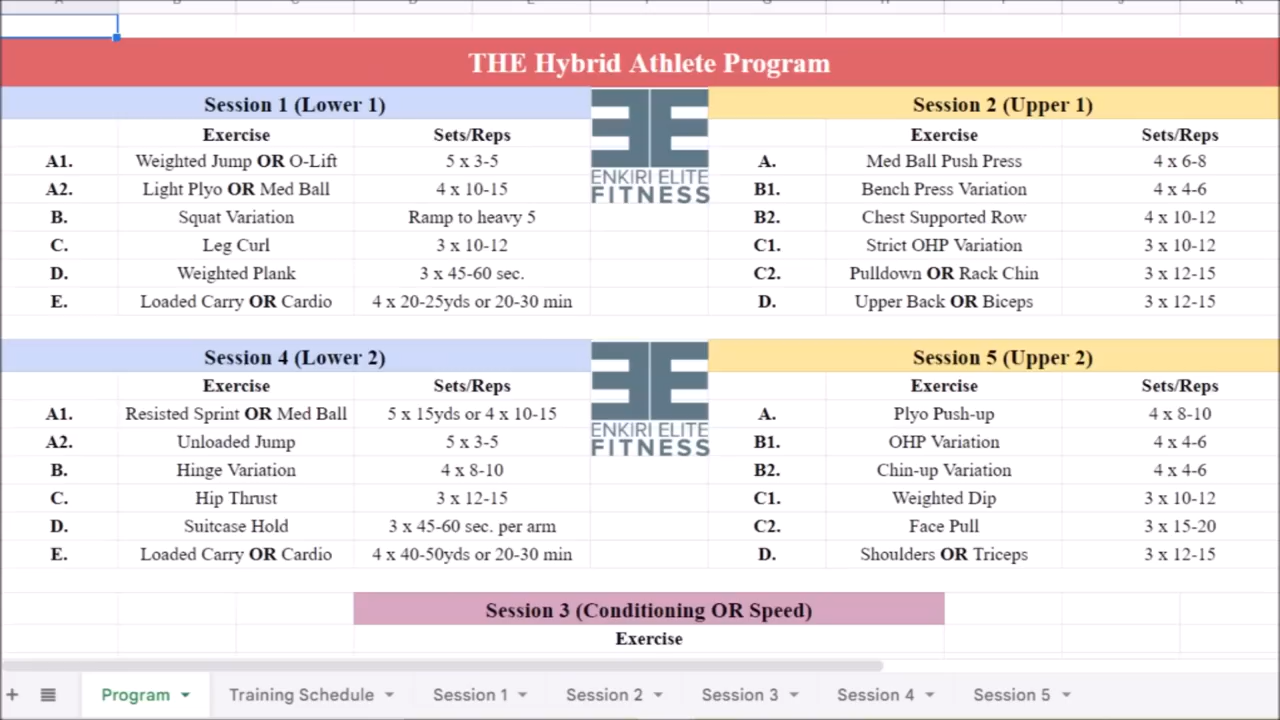 THE Hybrid Athlete Program
Session 1 (Lower 1)
Exercise Sets/Reps
A1. Weighted Jump OR O-Lift 5 x 3-5
A2. Light Plyo OR Med Ball 4 x 10-15
B. Squat Variation Ramp to heavy 5
C. Leg Curl 3 x 10-12
D. Weighted Plank 3 x 45-60 sec.
E. Loaded Carry OR Cardio 4 x 20-25yds or 20-30 min
ENKIRI ELITE
FITNESS
Session 2 (Upper 1)
Exercise Sets/Reps
A. Med Ball Push Press 4 x 6-8
B1. Bench Press Variation 4 x 4-6
B2. Chest Supported Row 4 x 10-12
C1. Strict OHP Variation 3 x 10-12
C2. Pulldown OR Rack Chin 3 x 12-15
D. Upper Back OR Biceps 3 x 12-15
Session 4 (Lower 2)
Exercise Sets/Reps
A1. Resisted Sprint OR Med Ball 5 x 15yds or 4 x 10-15
A2. Unloaded Jump 5 x 3-5
B. Hinge Variation 4 x 8-10
C. Hip Thrust 3 x 12-15
D. Suitcase Hold 3 x 45-60 sec. per arm
E. Loaded Carry OR Cardio 4 x 40-50yds or 20-30 min
ENKIRI ELITE
FITNESS
Session 5 (Upper 2)
Exercise Sets/Reps
A. Plyo Push-up 4 x 8-10
B1. OHP Variation 4 x 4-6
B2. Chin-up Variation 4 x 4-6
C1. Weighted Dip 3 x 10-12
C2. Face Pull 3 x 15-20
D. Shoulders OR Triceps 3 x 12-15
Session 3 (Conditioning OR Speed)
Exercise
+ Program Training Schedule Session 1 Session 2 Session 3 Session 4 Session 5